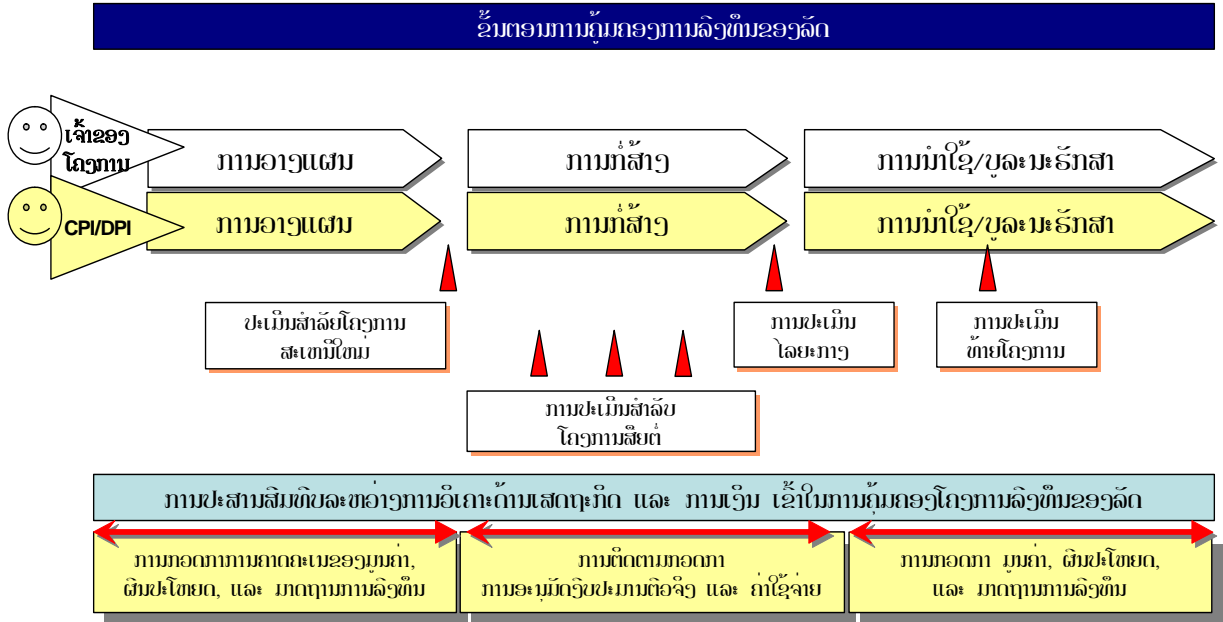 ຂັ້ນຕອນການຄຸ້ມຄອງການລົງທຶນຂອງລັດ
ເຈົ້າຂອງ
ໂຄງການ
ການວາງແຜນ
ການກໍ່ສ້າງ
ການນຳໃຊ້/ບູລະນະຮັກສາ
CPI/DPI
ການວາງແຜນ
ການກໍ່ສ້າງ
ການນຳໃຊ້/ບູລະນະຮັກສາ
ປະເມີນສຳລັຍໂຄງການ
ສະເຫນີໃຫມ່
ການປະເມີນ
ໄລຍະກາງ
ການປະເມີນ
ທ້າຍໂຄງການ
ການປະເມີນສຳລັບ
ໂຄງການສືຍຕໍ່
ການປະສານສົມທົບລະຫວ່າງການວິເຄາະດ້ານເສດຖະກິດ ແລະ ການເງິນ ເຂົ້າໃນການຄຸ້ມຄອງໂຄງການລົງທຶນຂອງລັດ
ການກວດກາການຄາດຄະເນຂອງມູນຄ່າ,
ຜົນປະໂຫຍດ, ແລະ ມາດຖານການລົງທຶນ
ການຕິດຕາມກວດກາ
ການອະນຸມັດງົບປະມານຕົວຈິງ ແລະ ຄ່າໃຊ້ຈ່າຍ
ການກວດກາ ມູນຄ່າ, ຜົນປະໂຫຍດ,
ແລະ ມາດຖານການລົງທຶນ